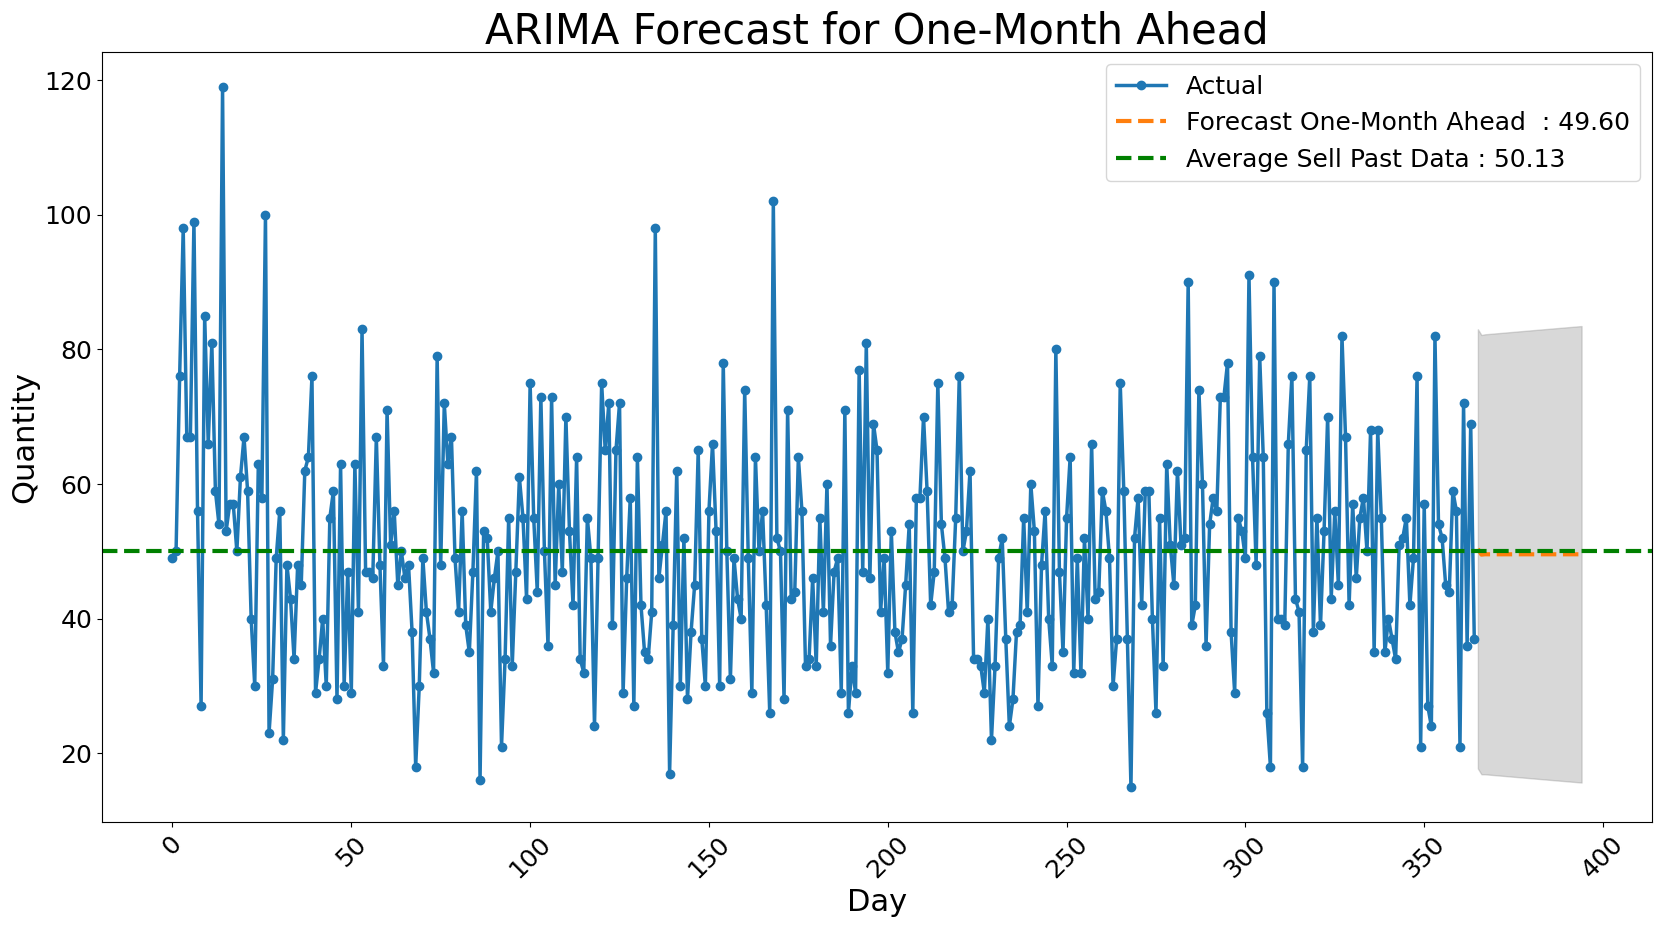 ARIMA Forecast for One-Month Ahead
Actual
Forecast One-Month Ahead  : 49.60
Average Sell Past Data : 50.13
120
100
80
60
40
20
Quantity
0
50
100
150
200
250
300
350
400
Day